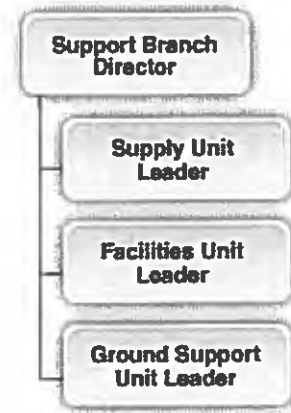 Support Branch
Director
Supply Unit
Leader
Facilities Unit
Leader
Ground Support
Unit Leader